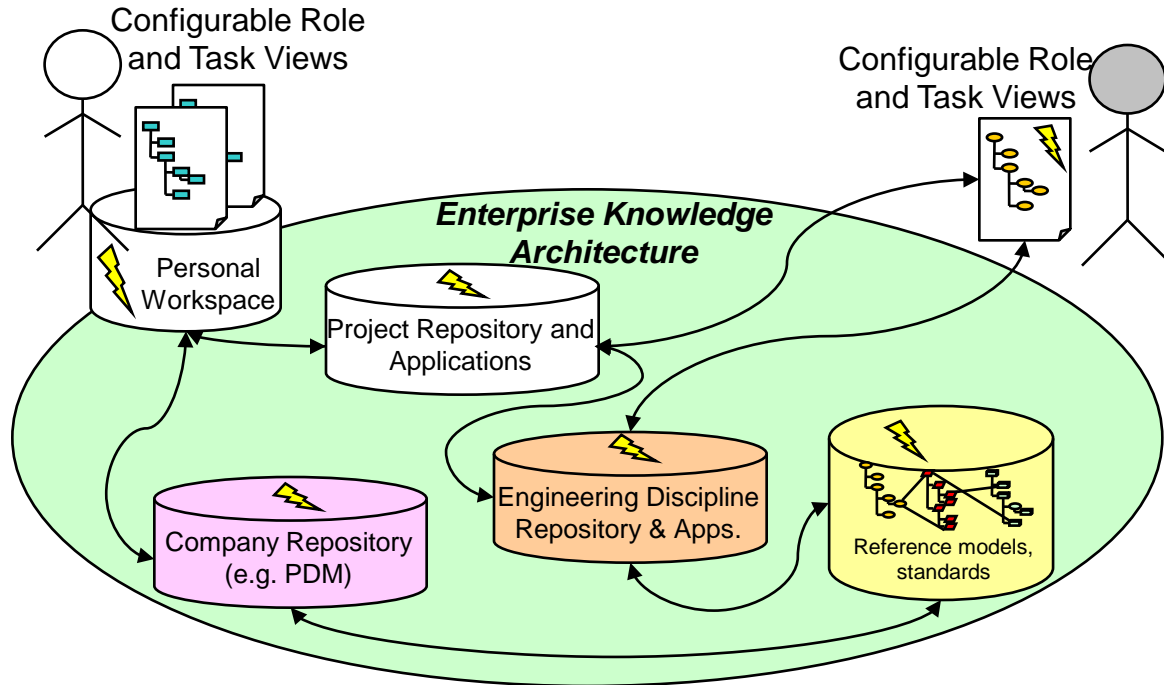 Configurable Role
and Task Views
Configurable Role
and Task Views
Enterprise Knowledge
Architecture
Personal
Workspace
Project Repository and
Applications
Engineering Discipline
Repository & Apps.
Company Repository
(e.g. PDM)
Reference models,
standards